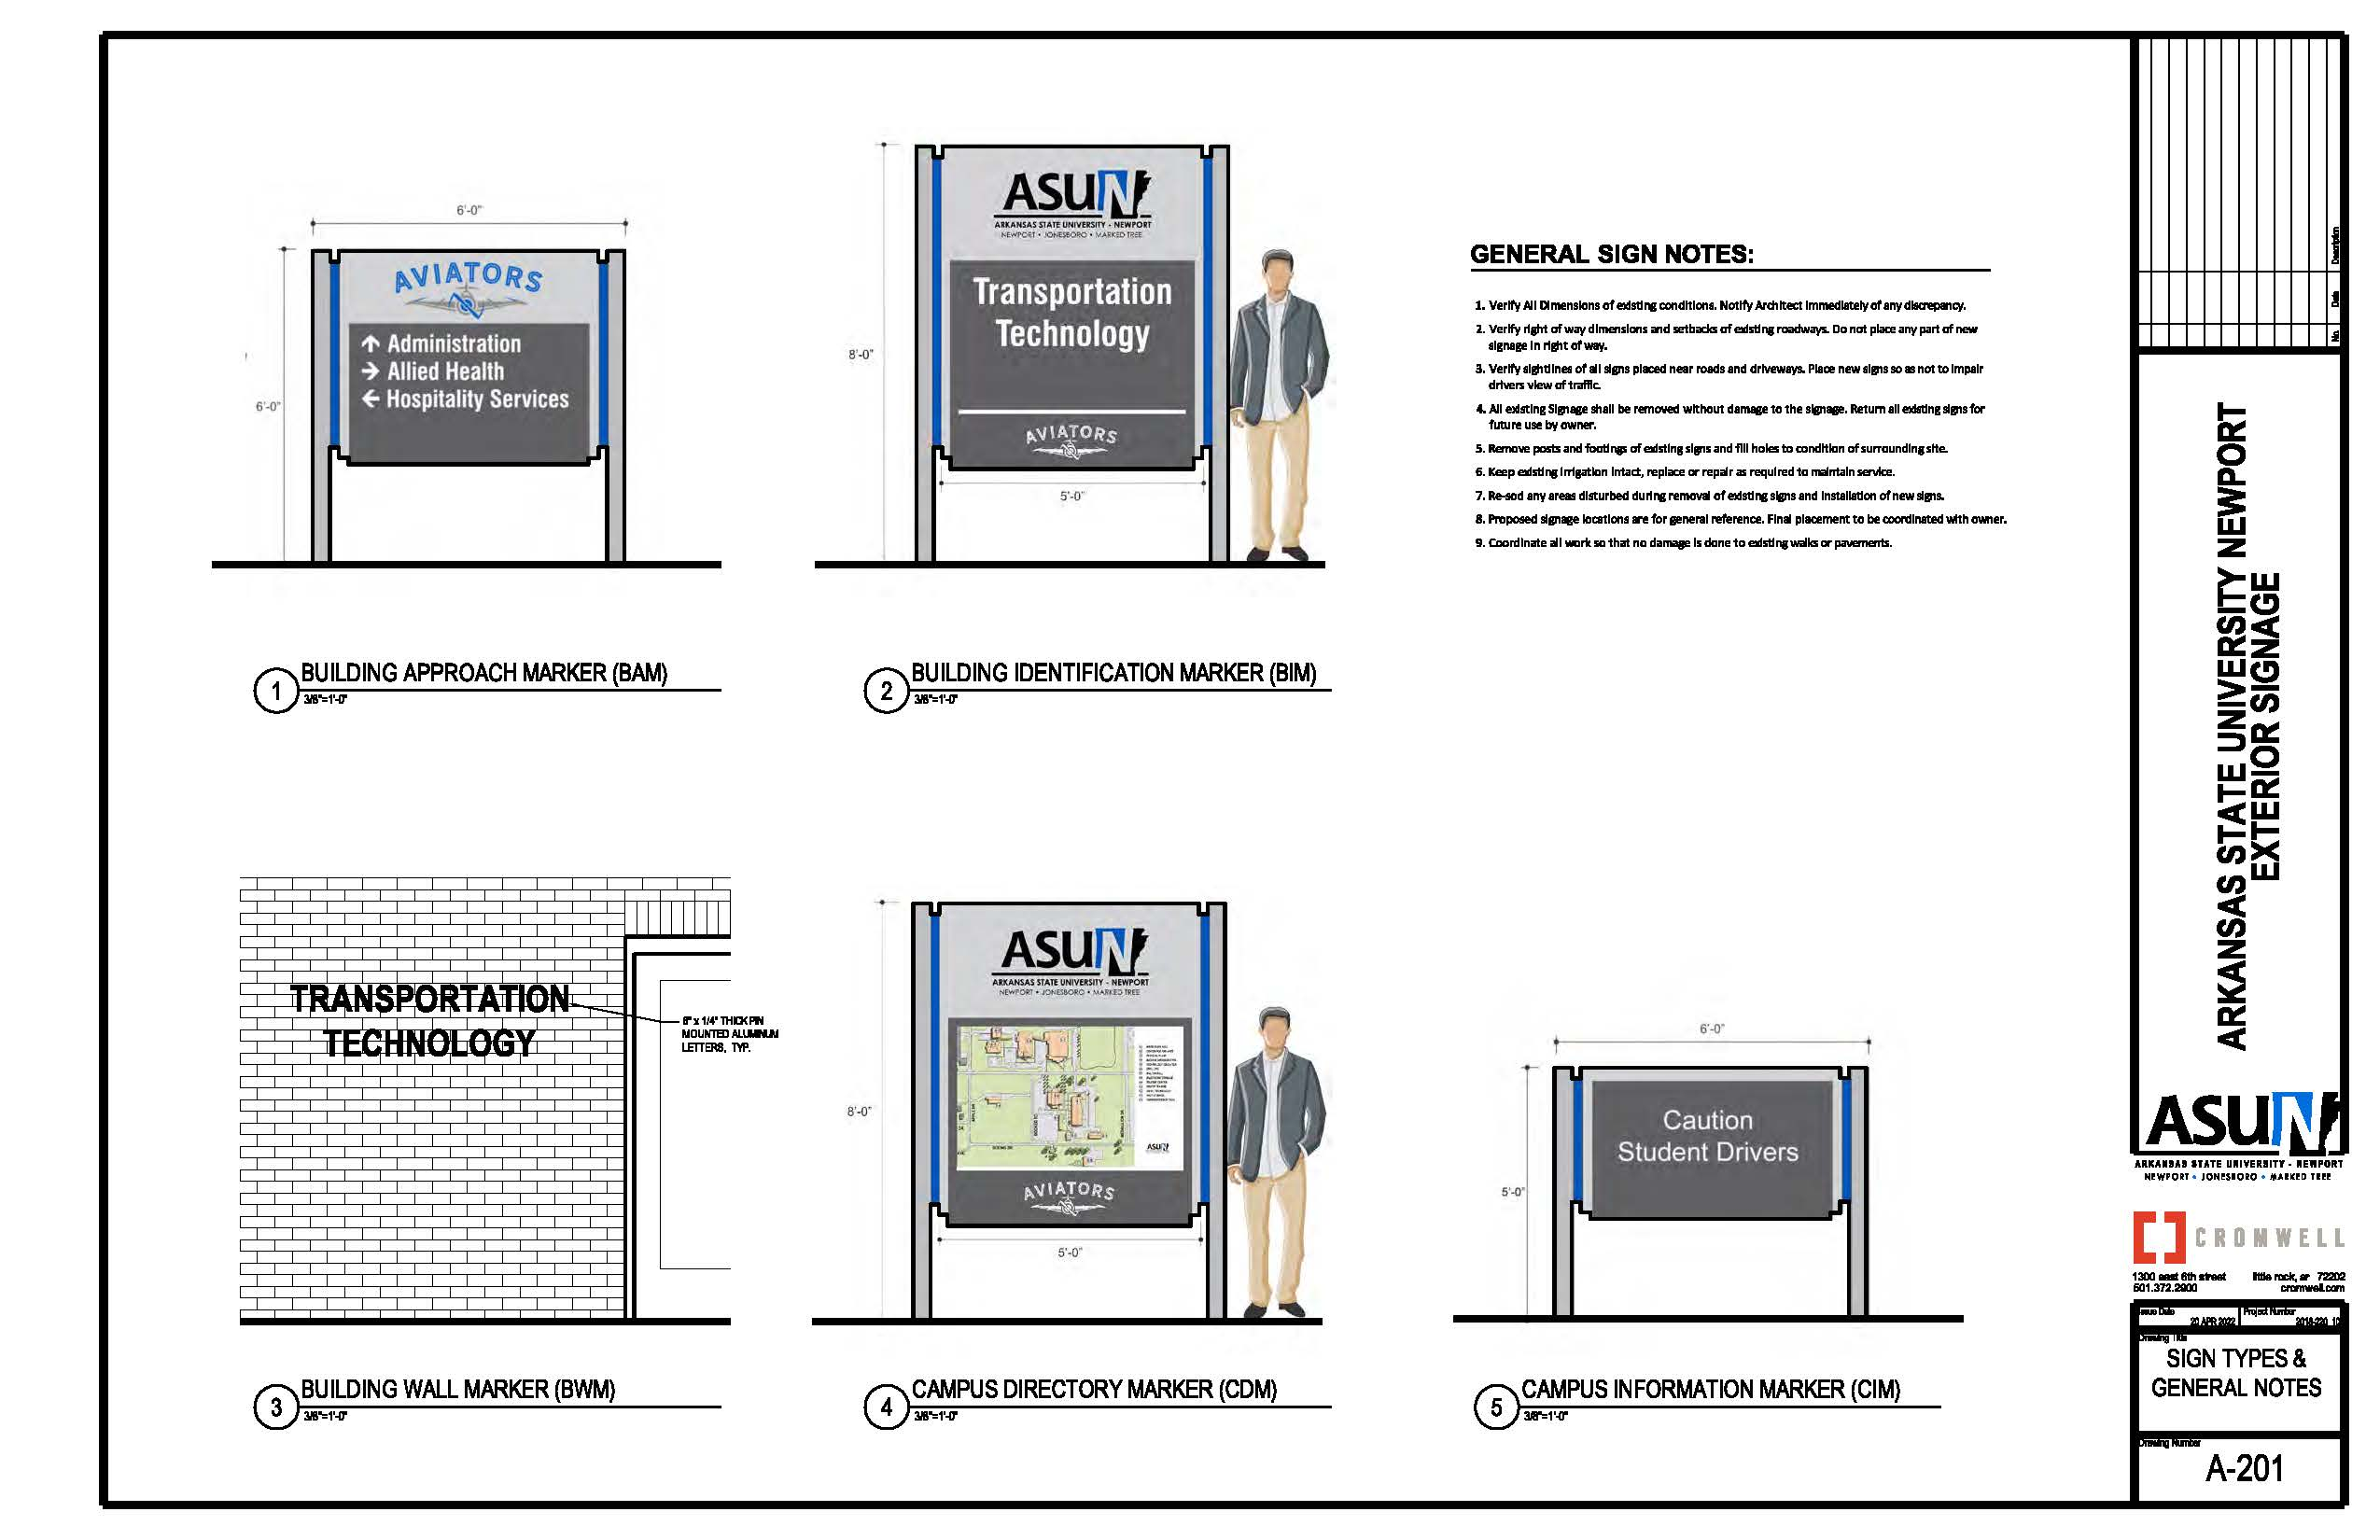 6'-0"
6'-0"
AVIATORS
↑ Administration
→ Allied Health
← Hospitality Services
1
BUILDING APPROACH MARKER (BAM)
3/8"=1'-0"
8'-0"
ASUN
ARKANSAS STATE UNIVERSITY - NEWPORT
NEWPORT • JONESBORO • MARKED TREE
Transportation
Technology
AVIATORS
5'-0"
2
BUILDING IDENTIFICATION MARKER (BIM)
3/8"=1'-0"
GENERAL SIGN NOTES:
1. Verify All Dimensions of existing conditions. Notify Architect immediately of any discrepancy.
2. Verify right of way dimensions and setbacks of existing roadways. Do not place any part of new
signage in right of way.
3. Verify sightlines of all signs placed near roads and driveways. Place new signs so as not to impair
drivers view of traffic.
4. All existing Signage shall be removed without damage to the signage. Return all existing signs for
future use by owner.
5. Remove posts and footings of existing signs and fill holes to condition of surrounding site.
6. Keep existing irrigation intact, replace or repair as required to maintain service.
7. Re-sod any areas disturbed during removal of existing signs and installation of new signs.
8. Proposed signage locations are for general reference. Final placement to be coordinated with owner.
9. Coordinate all work so that no damage is done to existing walks or pavements.
TRANSPORTATION
TECHNOLOGY
6" x 1/4" THICK PIN
MOUNTED ALUMINUM
LETTERS, TYP.
3
BUILDING WALL MARKER (BWM)
3/8"=1'-0"
8'-0"
ASUN
ARKANSAS STATE UNIVERSITY - NEWPORT
NEWPORT • JONESBORO • MARKED TREE
ASUN
AVIATORS
5'-0"
4
CAMPUS DIRECTORY MARKER (CDM)
3/8"=1'-0"
6'-0"
5'-0"
Caution
Student Drivers
5
CAMPUS INFORMATION MARKER (CIM)
3/8"=1'-0"
No.
Date
Description
ARKANSAS STATE UNIVERSITY NEWPORT
EXTERIOR SIGNAGE
ASUN
ARKANSAS STATE UNIVERSITY - NEWPORT
NEWPORT • JONESBORO • MARKED TREE
CROMWELL
1300 east 6th street little rock, ar 72202
501.372.2900 cromwell.com
Issue Date Project Number
20 APR 2022
Drawing Title
SIGN TYPES &
GENERAL NOTES
Drawing Number
A-201